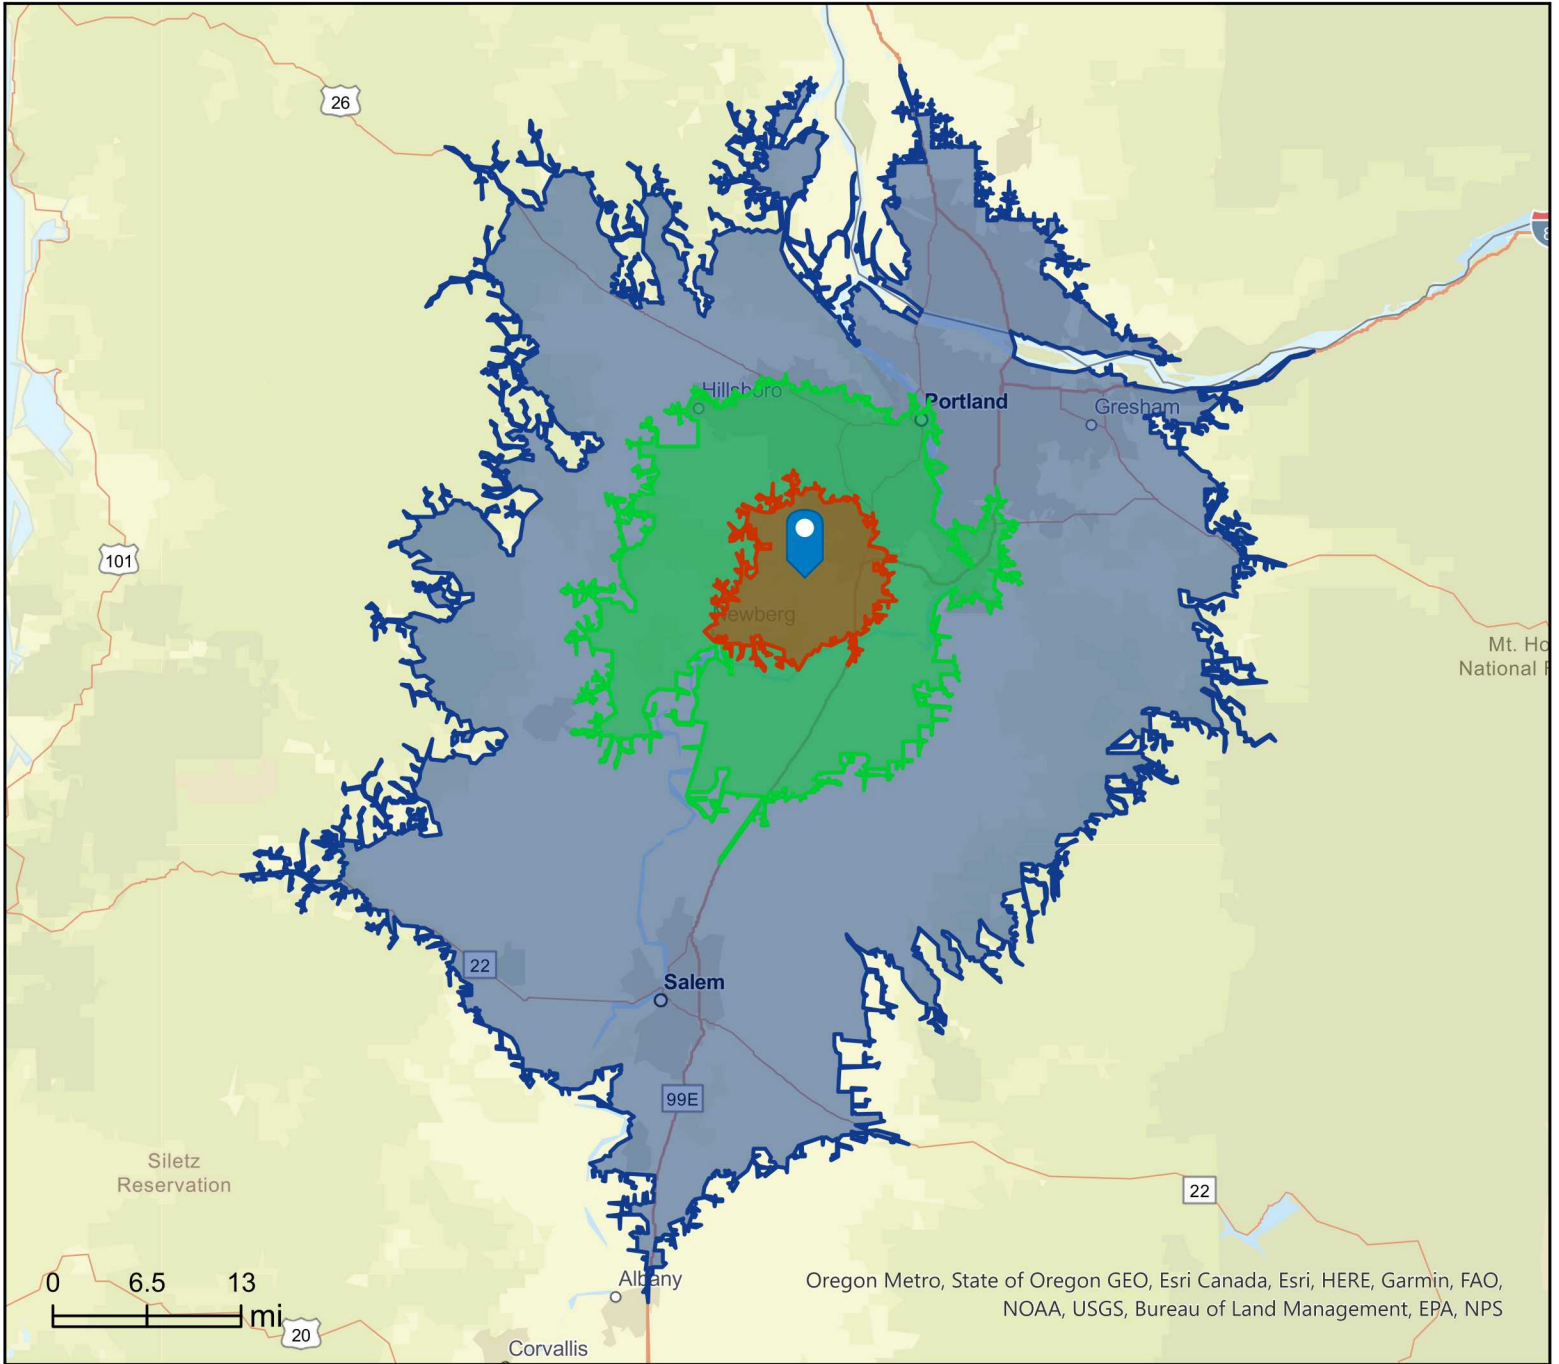 26
Hillsboro
Portland
Gresham
101
ewberg
Mt. Ho
National F
22
Salem
99E
Siletz
Reservation
22
0 6.5 13
mi
Albany
20
Corvallis
Oregon Metro, State of Oregon GEO, Esri Canada, Esri, HERE, Garmin, FAO,
NOAA, USGS, Bureau of Land Management, EPA, NPS